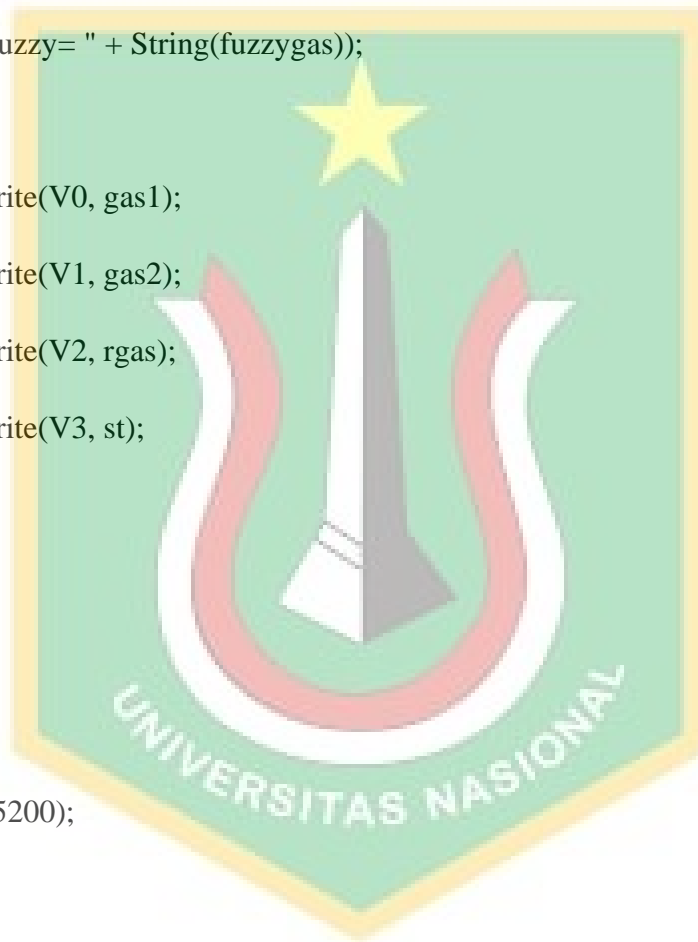 uzzy= " + String(fuzzygas));
rite(V0, gas1);
rite(V1, gas2);
rite(V2, rgas);
rite(V3, st);
UNIVERSITAS NASIONAL
5200);